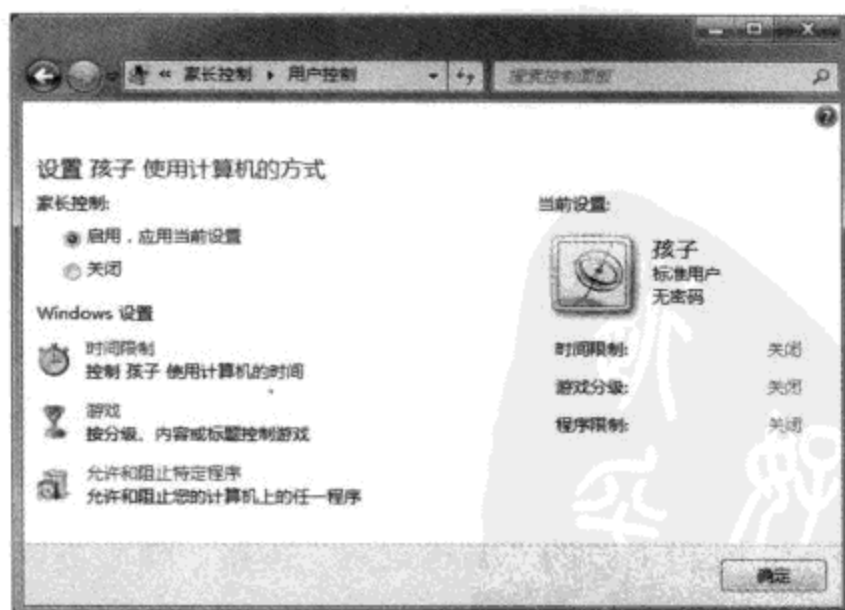 « 家长控制 ▸ 用户控制
搜索控制面板
设置 孩子 使用计算机的方式
家长控制:
启用，应用当前设置
关闭
Windows 设置
时间限制
控制 孩子 使用计算机的时间
游戏
按分级、内容或标题控制游戏
允许和阻止特定程序
允许和阻止您的计算机上的任一程序
当前设置:
孩子
标准用户
无密码
时间限制: 关闭
游戏分级: 关闭
程序限制: 关闭
确定